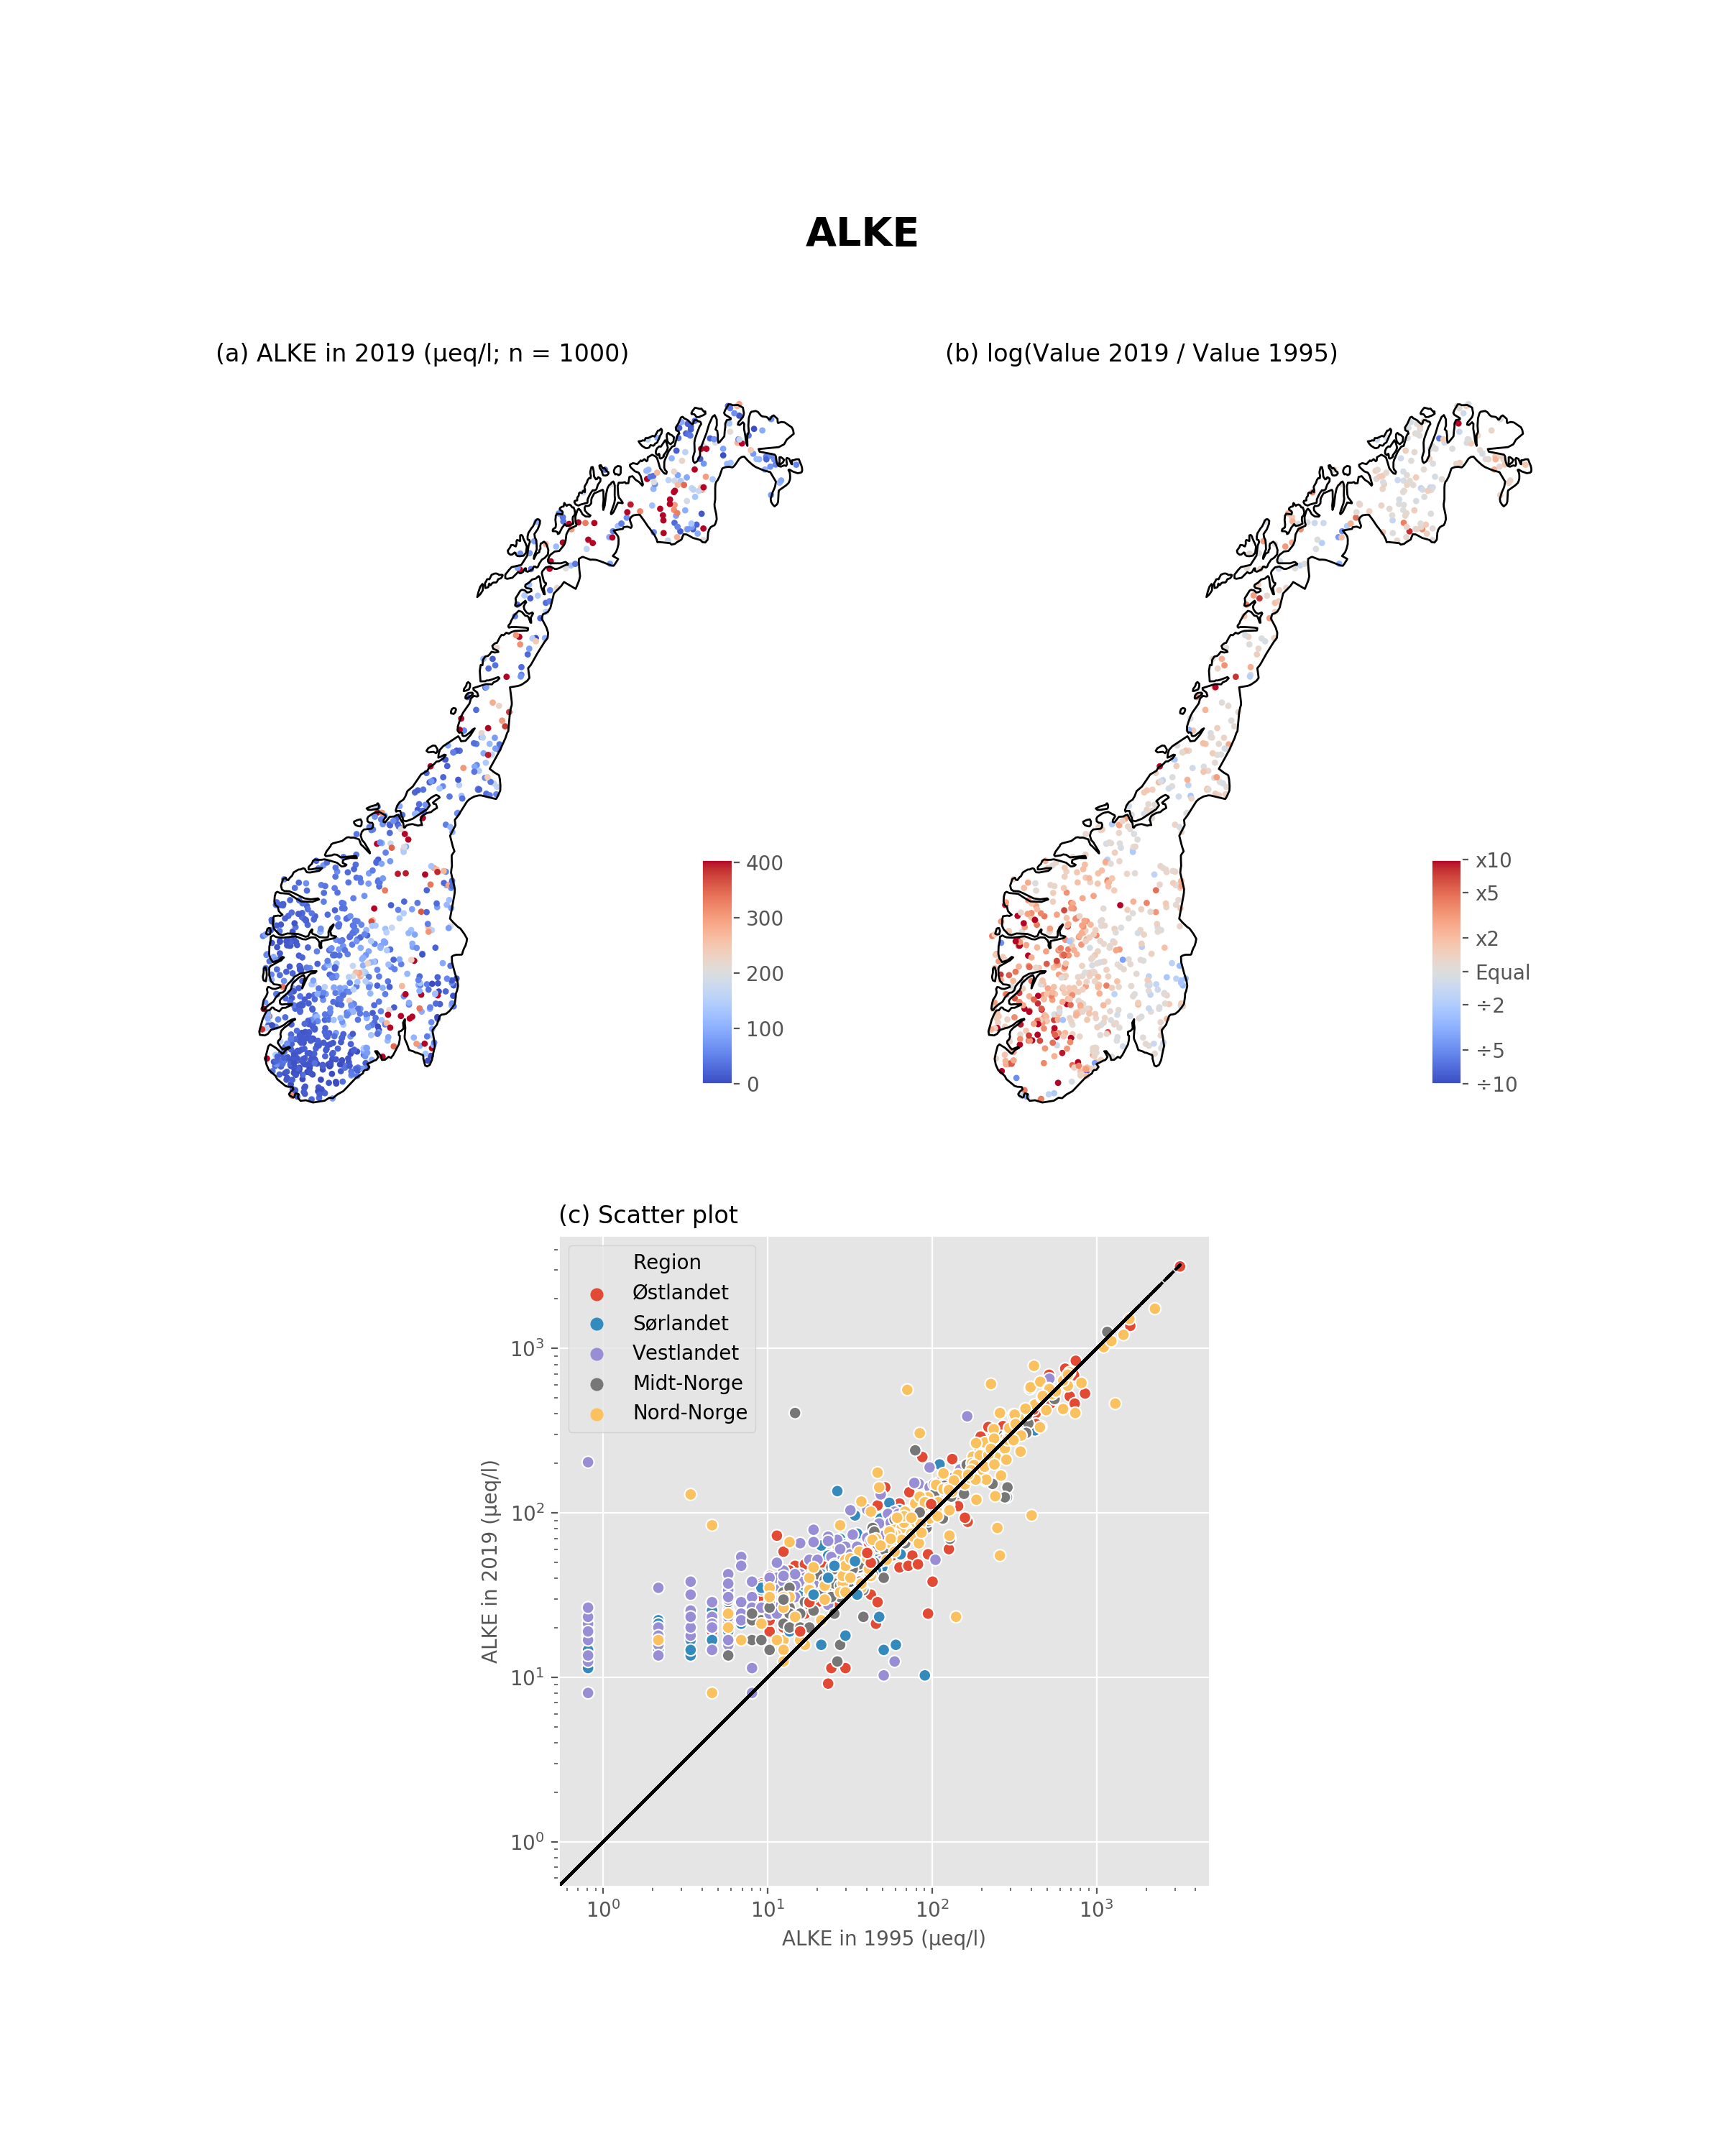 ALKE
(a) ALKE in 2019 (µeq/l; n = 1000)
(b) log(Value 2019 / Value 1995)
400
300
200
100
0
x10
x5
x2
Equal
÷2
÷5
÷10
(c) Scatter plot
Region
Østlandet
Sørlandet
Vestlandet
Midt-Norge
Nord-Norge
10³
10²
10¹
10⁰
ALKE in 2019 (µeq/l)
10⁰ 10¹ 10² 10³
ALKE in 1995 (µeq/l)